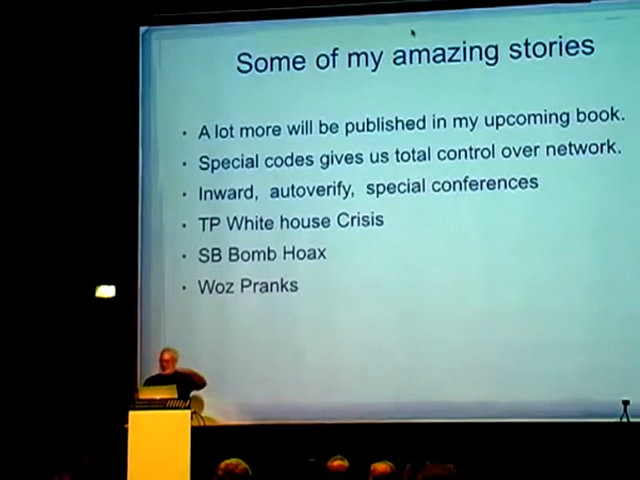 Some of my amazing stories
· A lot more will be published in my upcoming book.
· Special codes gives us total control over network.
· Inward, autoverify, special conferences
· TP White house Crisis
· SB Bomb Hoax
· Woz Pranks